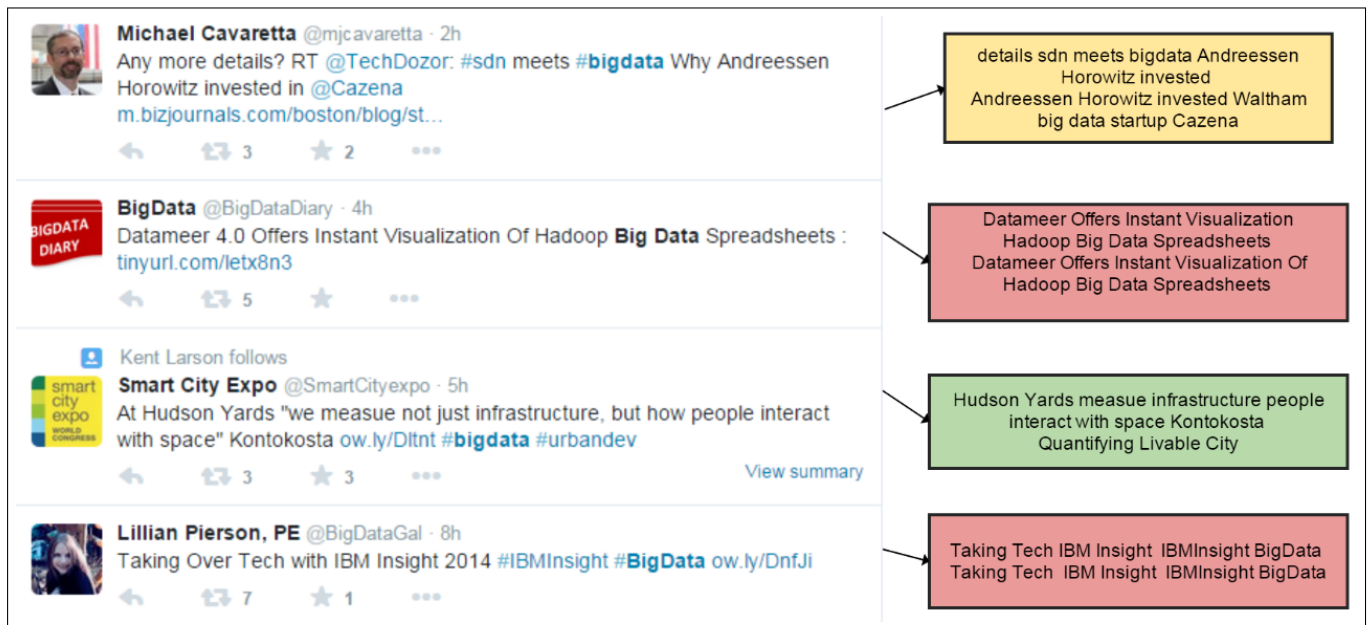 Michael Cavaretta @mjcavaretta · 2h
Any more details? RT @TechDozor: #sdn meets #bigdata Why Andreessen
Horowitz invested in @Cazena
m.bizjournals.com/boston/blog/st…
3 2
details sdn meets bigdata Andreessen
Horowitz invested
Andreessen Horowitz invested Waltham
big data startup Cazena
BIGDATA
DIARY
BigData @BigDataDiary · 4h
Datameer 4.0 Offers Instant Visualization Of Hadoop Big Data Spreadsheets :
tinyurl.com/letx8n3
5
Datameer Offers Instant Visualization
Hadoop Big Data Spreadsheets
Datameer Offers Instant Visualization Of
Hadoop Big Data Spreadsheets
Kent Larson follows
smart
city
expo
WORLD
CONGRESS
Smart City Expo @SmartCityexpo · 5h
At Hudson Yards "we measue not just infrastructure, but how people interact
with space" Kontokosta ow.ly/Dltnt #bigdata #urbandev
3 3
View summary
Hudson Yards measue infrastructure people
interact with space Kontokosta
Quantifying Livable City
Lillian Pierson, PE @BigDataGal · 8h
Taking Over Tech with IBM Insight 2014 #IBMInsight #BigData ow.ly/DnfJi
7 1
Taking Tech IBM Insight IBMInsight BigData
Taking Tech IBM Insight IBMInsight BigData